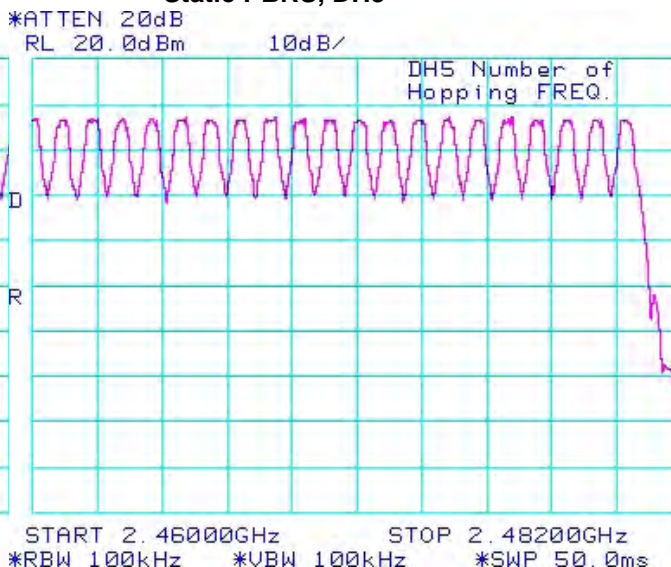 *ATTEN 20dB
RL 20.0dBm 10dB/
DH5 Number of
Hopping FREQ.
D
R
START 2.46000GHz STOP 2.48200GHz
*RBW 100kHz *VBW 100kHz *SWP 50.0ms